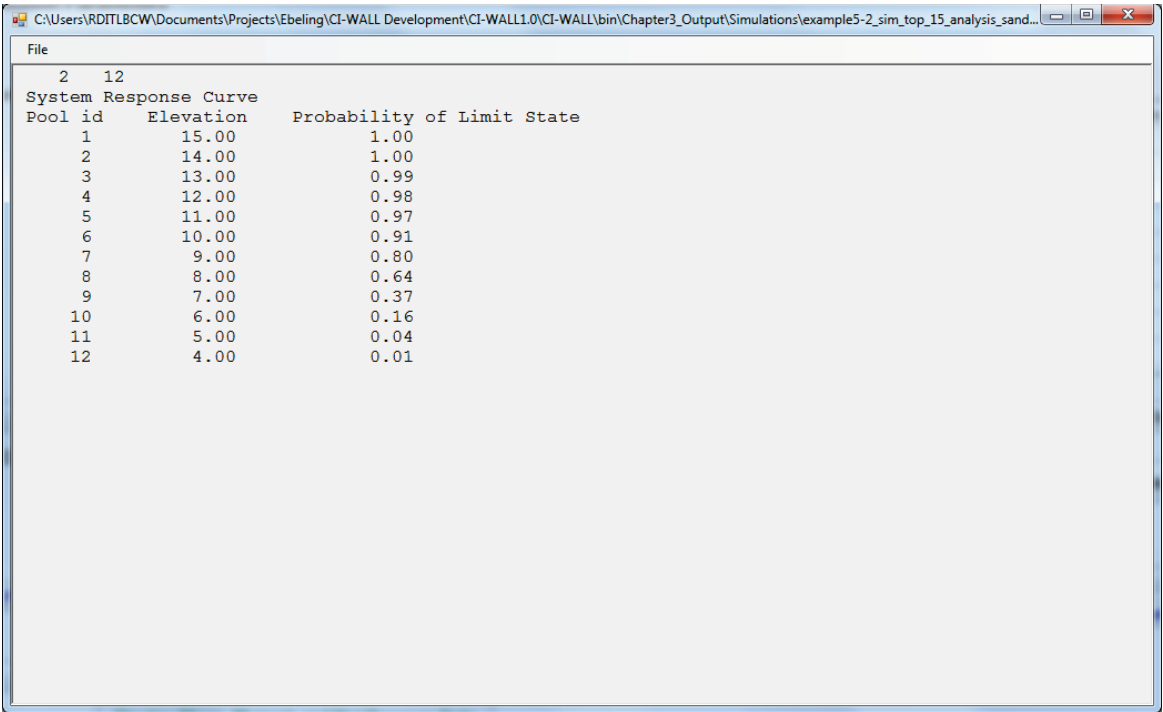 C:\Users\RDITLBCW\Documents\Projects\Ebeling\CI-WALL Development\CI-WALL1.0\CI-WALL\bin\Chapter3_Output\Simulations\example5-2_sim_top_15_analysis_sand...
File
2 12
System Response Curve
Pool id Elevation Probability of Limit State
1 15.00 1.00
2 14.00 1.00
3 13.00 0.99
4 12.00 0.98
5 11.00 0.97
6 10.00 0.91
7 9.00 0.80
8 8.00 0.64
9 7.00 0.37
10 6.00 0.16
11 5.00 0.04
12 4.00 0.01